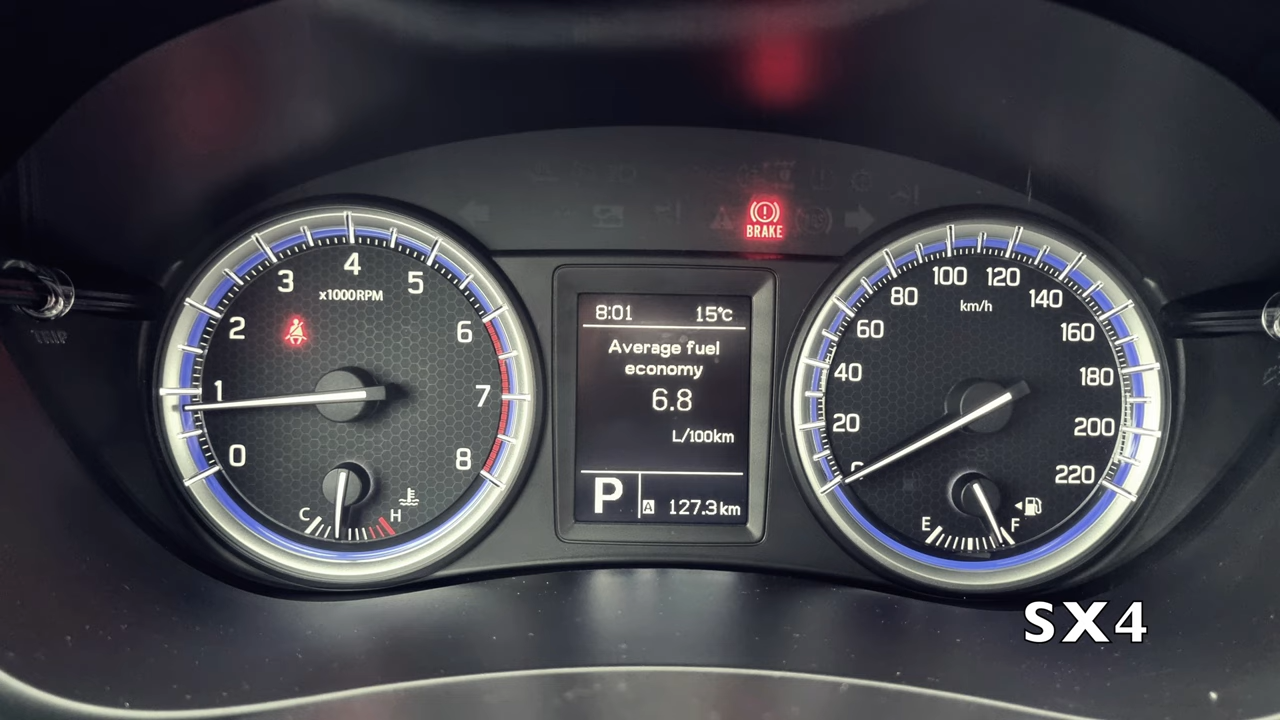 4
3
5
x1000RPM
2
6
1
7
0
8
C
H
BRAKE
8:01 15℃
Average fuel
economy
6.8
L/100km
P A 127.3km
100 120
80
km/h
140
60
160
40
180
20
200
0
220
E
F
SX4